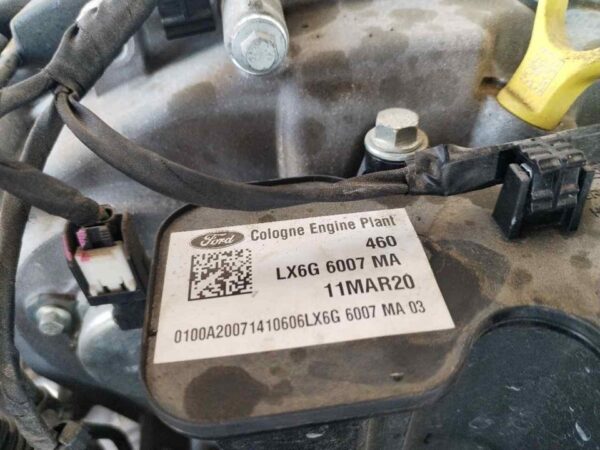 Ford Cologne Engine Plant
460
LX6G 6007 MA
11MAR20
0100A20071410606LX6G 6007 MA 03